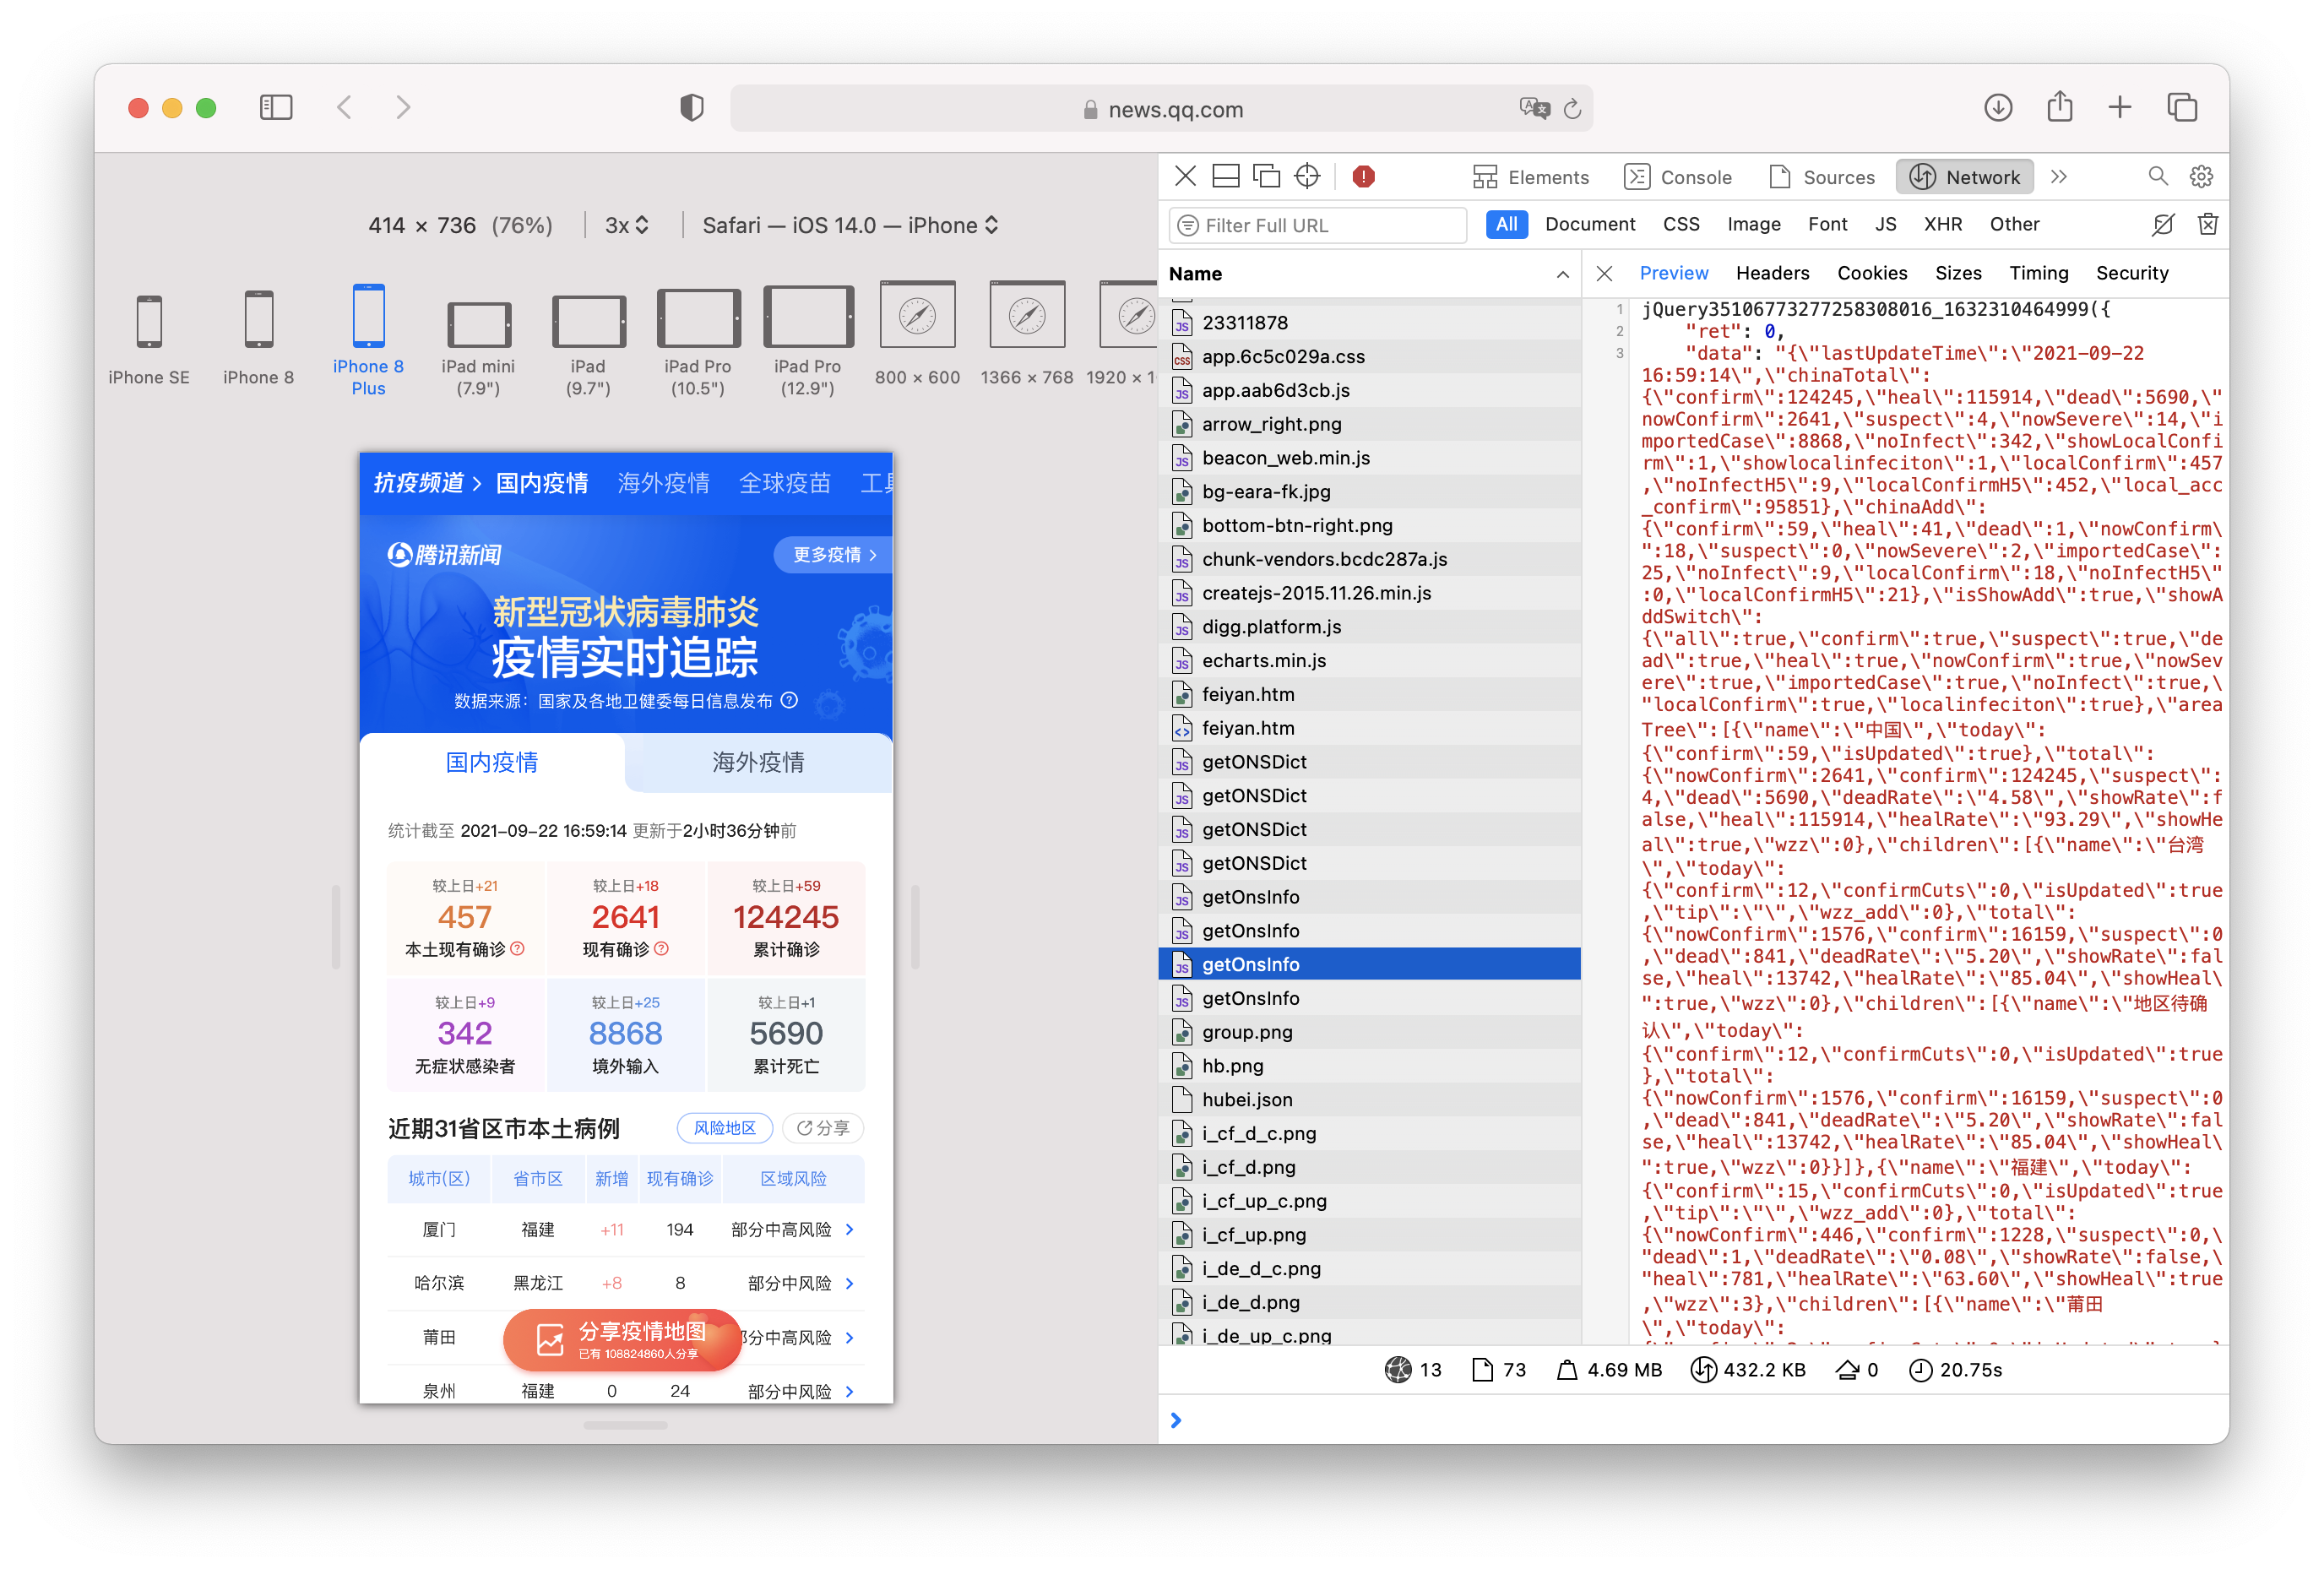 news.qq.com
414 × 736 (76%)
3x
Safari — iOS 14.0 — iPhone
iPhone SE
iPhone 8
iPhone 8 Plus
iPad mini (7.9")
iPad (9.7")
iPad Pro (10.5")
iPad Pro (12.9")
800 × 600
1366 × 768
1920 × 1
抗疫频道 > 国内疫情 海外疫情 全球疫苗 工具
腾讯新闻
更多疫情 >
新型冠状病毒肺炎
疫情实时追踪
数据来源：国家及各地卫健委每日信息发布 ?
国内疫情 海外疫情
统计截至 2021-09-22 16:59:14 更新于2小时36分钟前
较上日+21 较上日+18 较上日+59
457 2641 124245
本土现有确诊? 现有确诊? 累计确诊
较上日+9 较上日+25 较上日+1
342 8868 5690
无症状感染者 境外输入 累计死亡
近期31省区市本土病例 风险地区 分享
城市(区) 省市区 新增 现有确诊 区域风险
厦门 福建 +11 194 部分中高风险 >
哈尔滨 黑龙江 +8 8 部分中风险 >
莆田 部分中高风险 >
分享疫情地图
已有 108824860人分享
泉州 福建 0 24 部分中风险 >
Elements Console Sources Network >>
Filter Full URL
All Document CSS Image Font JS XHR Other
Name
23311878
app.6c5c029a.css
app.aab6d3cb.js
arrow_right.png
beacon_web.min.js
bg-eara-fk.jpg
bottom-btn-right.png
chunk-vendors.bcdc287a.js
createjs-2015.11.26.min.js
digg.platform.js
echarts.min.js
feiyan.htm
feiyan.htm
getONSDict
getONSDict
getONSDict
getONSDict
getOnsInfo
getOnsInfo
getOnsInfo
getOnsInfo
group.png
hb.png
hubei.json
i_cf_d_c.png
i_cf_d.png
i_cf_up_c.png
i_cf_up.png
i_de_d_c.png
i_de_d.png
i_de_up_c.png
Preview Headers Cookies Sizes Timing Security
1 jQuery35106773277258308016_1632310464999({
2 "ret": 0,
3 "data": "{\"lastUpdateTime\":\"2021-09-22
16:59:14\",\"chinaTotal\":
{\"confirm\":124245,\"heal\":115914,\"dead\":5690,\"
nowConfirm\":2641,\"suspect\":4,\"nowSevere\":14,\"i
mportedCase\":8868,\"noInfect\":342,\"showLocalConfi
rm\":1,\"showlocalinfeciton\":1,\"localConfirm\":457
,\"noInfectH5\":9,\"localConfirmH5\":452,\"local_acc
_confirm\":95851},\"chinaAdd\":
{\"confirm\":59,\"heal\":41,\"dead\":1,\"nowConfirm\
":18,\"suspect\":0,\"nowSevere\":2,\"importedCase\":
25,\"noInfect\":9,\"localConfirm\":18,\"noInfectH5\"
:0,\"localConfirmH5\":21},\"isShowAdd\":true,\"showA
ddSwitch\":
{\"all\":true,\"confirm\":true,\"suspect\":true,\"de
ad\":true,\"heal\":true,\"nowConfirm\":true,\"nowSev
ere\":true,\"importedCase\":true,\"noInfect\":true,\
"localConfirm\":true,\"localinfeciton\":true},\"area
Tree\":[{\"name\":\"中国\",\"today\":
{\"confirm\":59,\"isUpdated\":true},\"total\":
{\"nowConfirm\":2641,\"confirm\":124245,\"suspect\":
4,\"dead\":5690,\"deadRate\":\"4.58\",\"showRate\":f
alse,\"heal\":115914,\"healRate\":\"93.29\",\"showHe
al\":true,\"wzz\":0},\"children\":[{\"name\":\"台湾
\",\"today\":
{\"confirm\":12,\"confirmCuts\":0,\"isUpdated\":true
,\"tip\":\"\",\"wzz_add\":0},\"total\":
{\"nowConfirm\":1576,\"confirm\":16159,\"suspect\":0
,\"dead\":841,\"deadRate\":\"5.20\",\"showRate\":fal
se,\"heal\":13742,\"healRate\":\"85.04\",\"showHeal\
":true,\"wzz\":0},\"children\":[{\"name\":\"地区待确
认\",\"today\":
{\"confirm\":12,\"confirmCuts\":0,\"isUpdated\":true
},\"total\":
{\"nowConfirm\":1576,\"confirm\":16159,\"suspect\":0
,\"dead\":841,\"deadRate\":\"5.20\",\"showRate\":fal
se,\"heal\":13742,\"healRate\":\"85.04\",\"showHeal\
":true,\"wzz\":0}}]},{\"name\":\"福建\",\"today\":
{\"confirm\":15,\"confirmCuts\":0,\"isUpdated\":true
,\"tip\":\"\",\"wzz_add\":0},\"total\":
{\"nowConfirm\":446,\"confirm\":1228,\"suspect\":0,\
"dead\":1,\"deadRate\":\"0.08\",\"showRate\":false,\
"heal\":781,\"healRate\":\"63.60\",\"showHeal\":true
,\"wzz\":3},\"children\":[{\"name\":\"莆田
\",\"today\":
13 73 4.69 MB 432.2 KB 0 20.75s